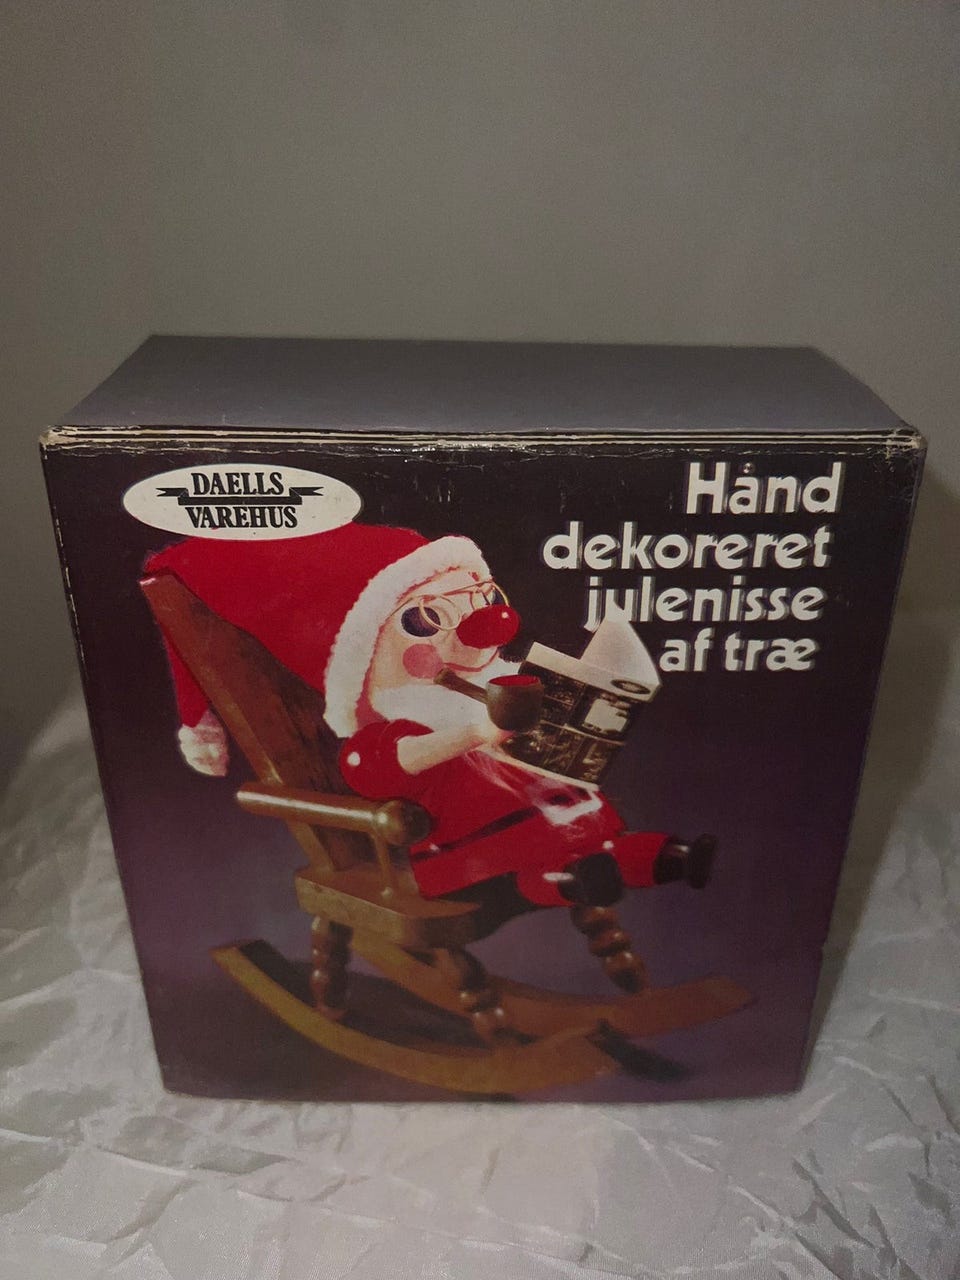 DAELLS
VAREHUS
Hånd
dekoreret
julenisse
af træ